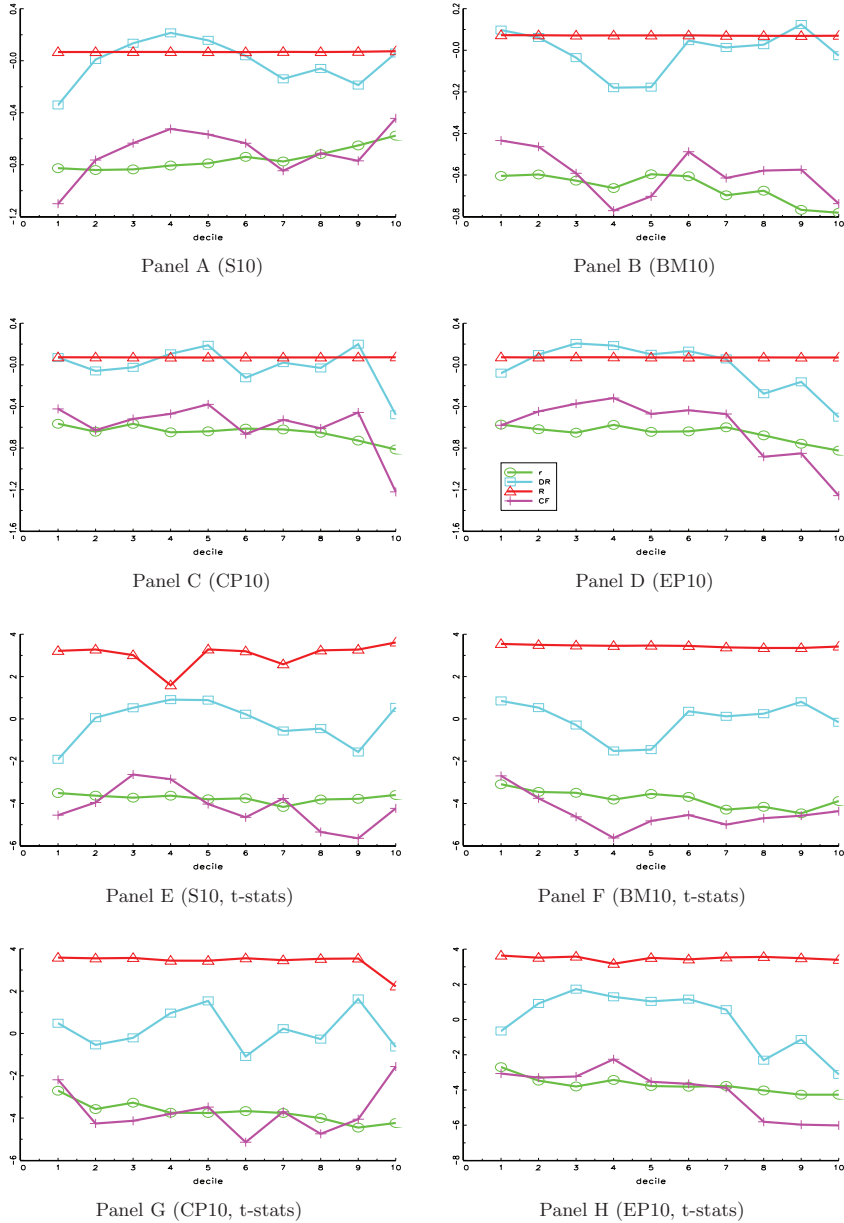 0.4
-0.0
-0.4
-0.8
-1.2
0 1 2 3 4 5 6 7 8 9 10
decile
Panel A (S10)
0.2
-0.0
-0.2
-0.4
-0.6
-0.8
0 1 2 3 4 5 6 7 8 9 10
decile
Panel B (BM10)
0.4
-0.0
-0.4
-0.8
-1.2
-1.6
0 1 2 3 4 5 6 7 8 9 10
decile
Panel C (CP10)
0.4
-0.0
-0.4
-0.8
-1.2
-1.6
r
DR
R
CF
0 1 2 3 4 5 6 7 8 9 10
decile
Panel D (EP10)
4
2
0
-2
-4
-6
0 1 2 3 4 5 6 7 8 9 10
decile
Panel E (S10, t-stats)
4
2
0
-2
-4
-6
0 1 2 3 4 5 6 7 8 9 10
decile
Panel F (BM10, t-stats)
4
2
0
-2
-4
-6
0 1 2 3 4 5 6 7 8 9 10
decile
Panel G (CP10, t-stats)
4
2
0
-2
-4
-6
-8
0 1 2 3 4 5 6 7 8 9 10
decile
Panel H (EP10, t-stats)